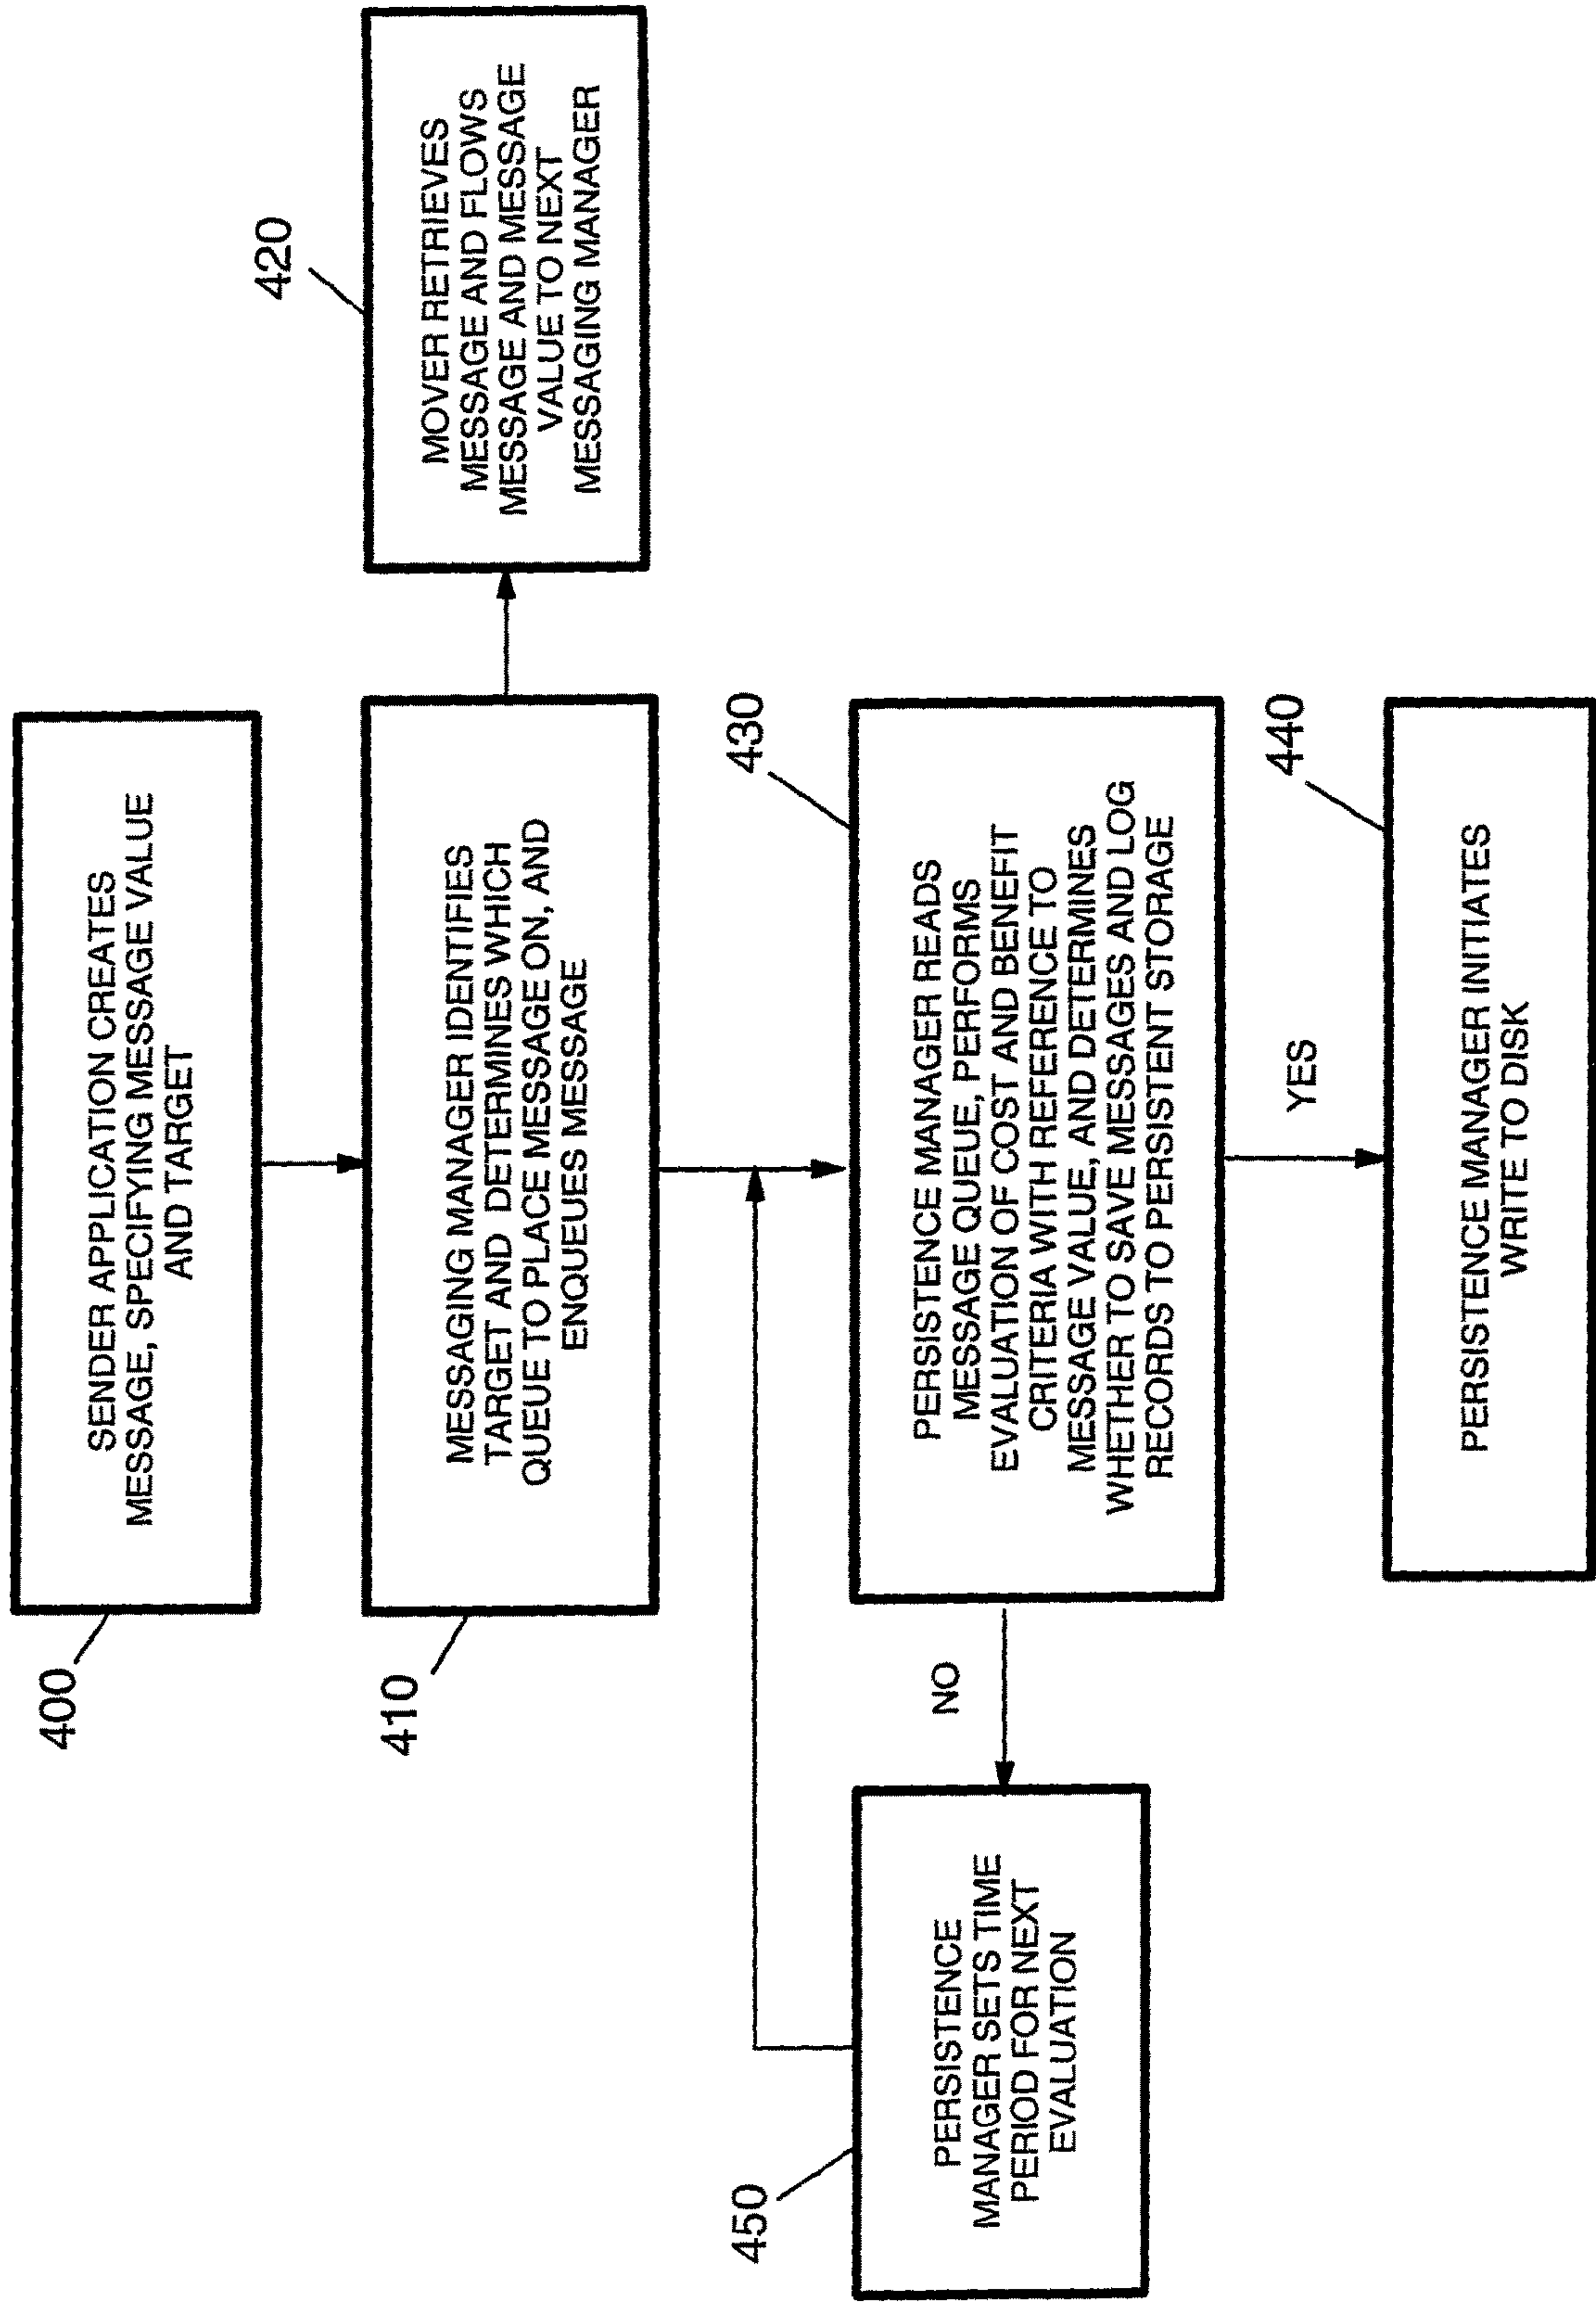 400
SENDER APPLICATION CREATES
MESSAGE, SPECIFYING MESSAGE VALUE
AND TARGET
410
MESSAGING MANAGER IDENTIFIES
TARGET AND DETERMINES WHICH
QUEUE TO PLACE MESSAGE ON, AND
ENQUEUES MESSAGE
420
MOVER RETRIEVES
MESSAGE AND FLOWS
MESSAGE AND MESSAGE
VALUE TO NEXT
MESSAGING MANAGER
430
PERSISTENCE MANAGER READS
MESSAGE QUEUE, PERFORMS
EVALUATION OF COST AND BENEFIT
CRITERIA WITH REFERENCE TO
MESSAGE VALUE, AND DETERMINES
WHETHER TO SAVE MESSAGES AND LOG
RECORDS TO PERSISTENT STORAGE
NO
450
PERSISTENCE
MANAGER SETS TIME
PERIOD FOR NEXT
EVALUATION
YES
440
PERSISTENCE MANAGER INITIATES
WRITE TO DISK